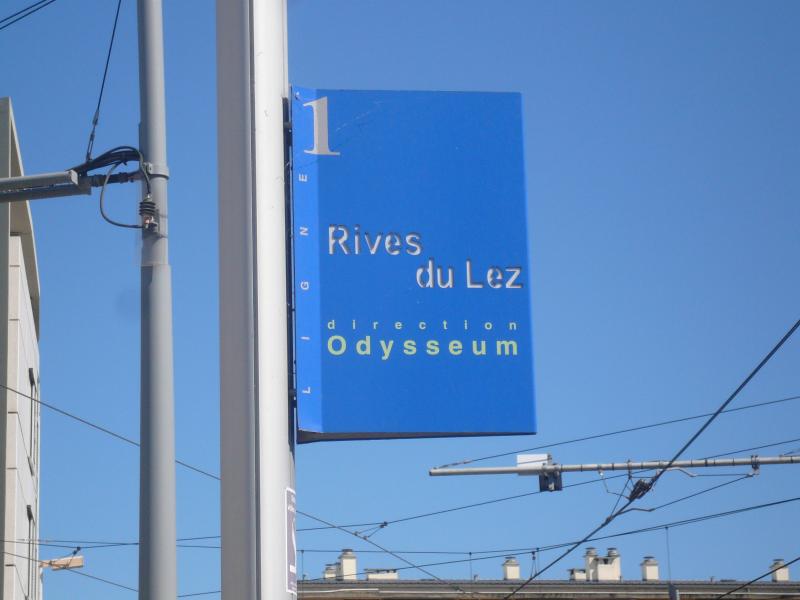 1
LIGNE
Rives
du Lez
direction
Odysseum